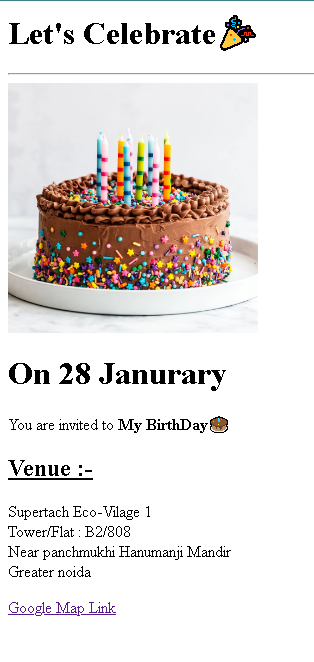 Let's Celebrate🎉
On 28 Janurary
You are invited to My BirthDay🎂
Venue :-
Supertach Eco-Vilage 1
Tower/Flat : B2/808
Near panchmukhi Hanumanji Mandir
Greater noida
Google Map Link